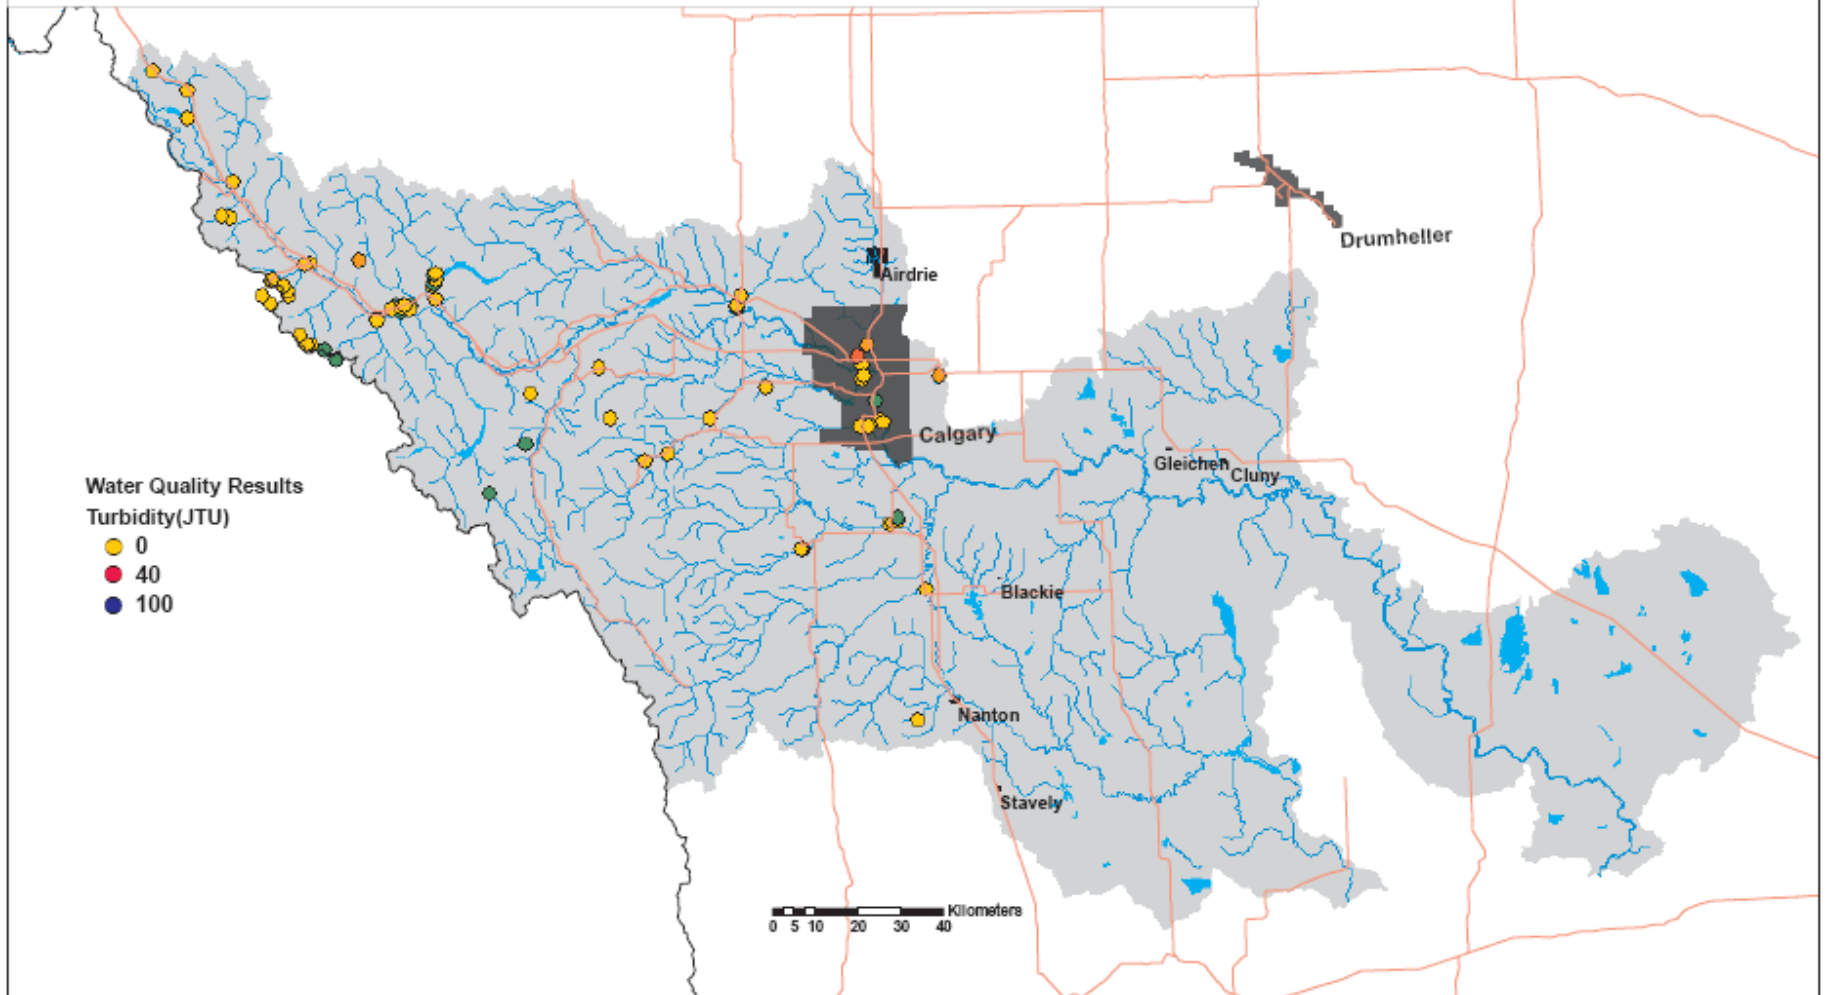 Airdrie
Drumheller
Calgary
Gleichen
Cluny
Water Quality Results
Turbidity(JTU)
0
40
100
Blackie
Nanton
Stavely
Kilometers
0 5 10 20 30 40